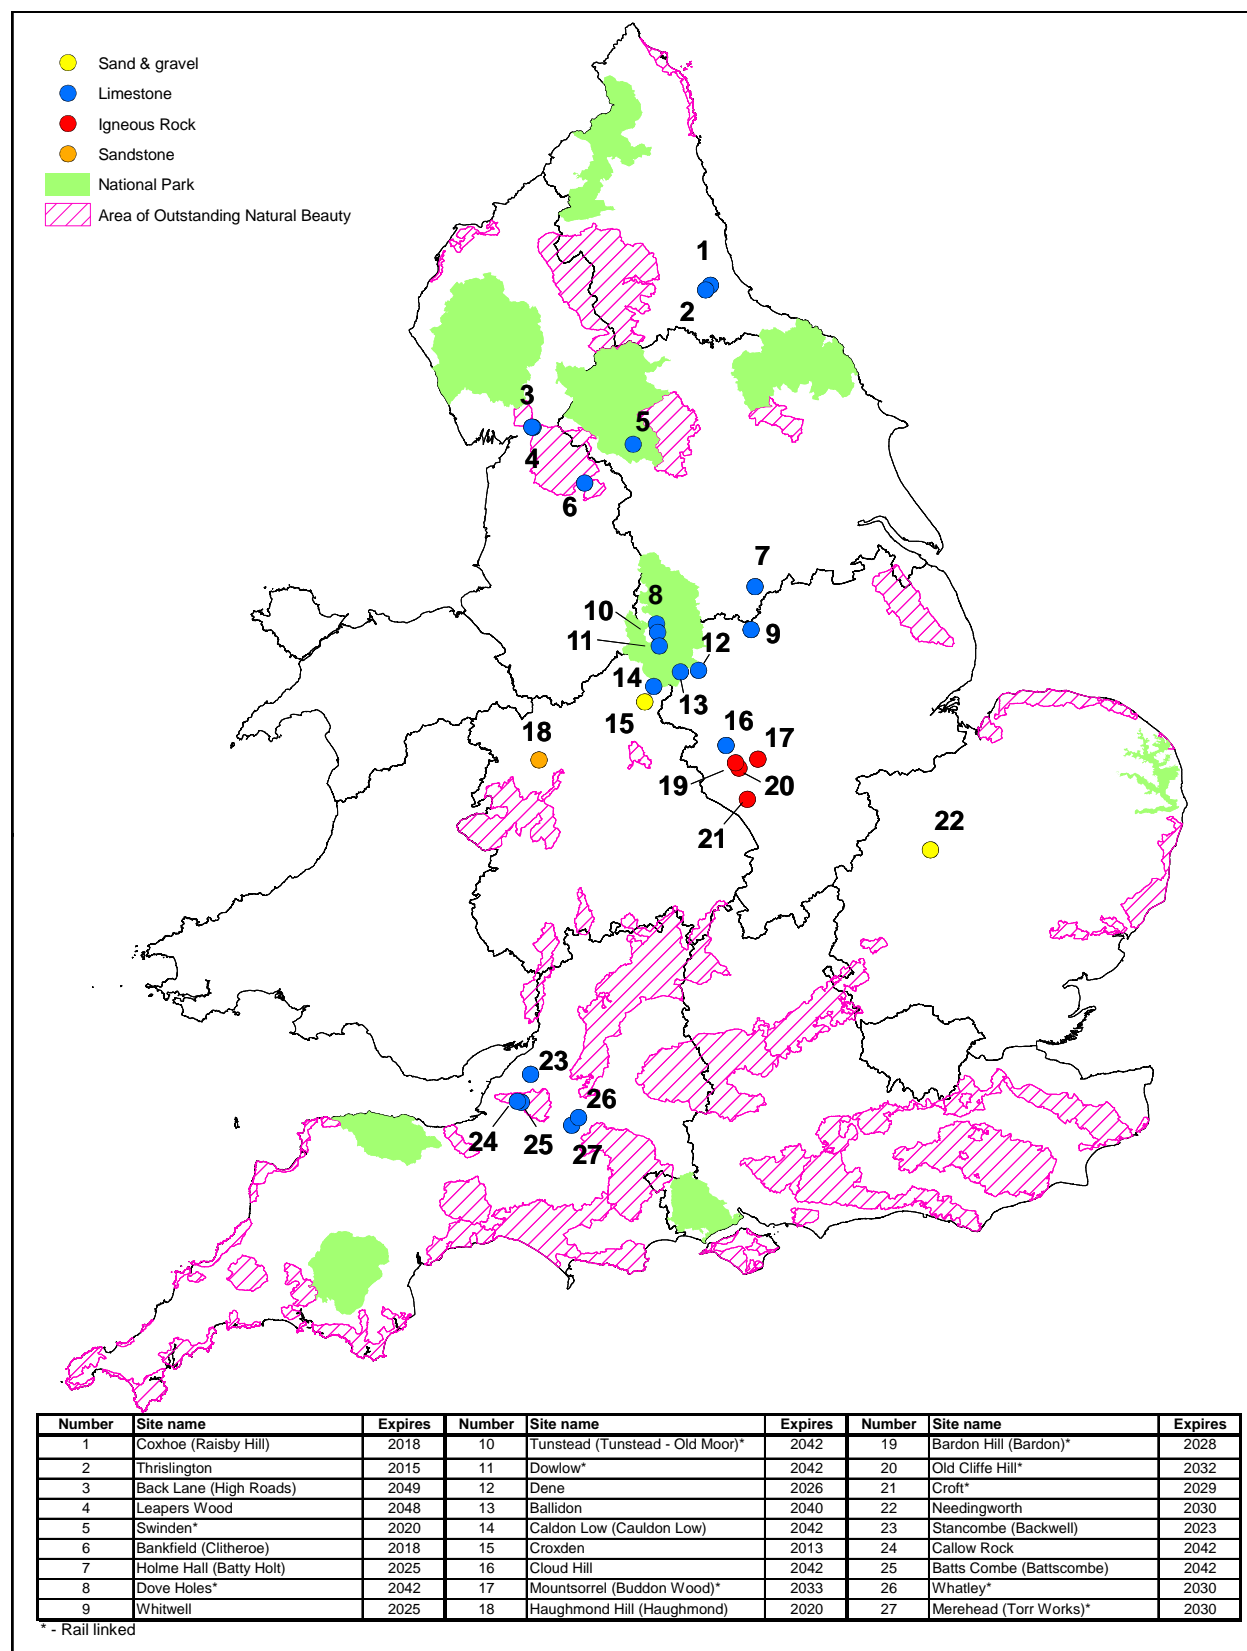 Sand & gravel
Limestone
Igneous Rock
Sandstone
National Park
Area of Outstanding Natural Beauty
1
2
3
4
5
6
7
8
10
9
11
12
14
13
15
16
17
18
19
20
21
22
23
26
24
25
27
Number Site name Expires Number Site name Expires Number Site name Expires
1 Coxhoe (Raisby Hill) 2018 10 Tunstead (Tunstead - Old Moor)* 2042 19 Bardon Hill (Bardon)* 2028
2 Thrislington 2015 11 Dowlow* 2042 20 Old Cliffe Hill* 2032
3 Back Lane (High Roads) 2049 12 Dene 2026 21 Croft* 2029
4 Leapers Wood 2048 13 Ballidon 2040 22 Needingworth 2030
5 Swinden* 2020 14 Caldon Low (Cauldon Low) 2042 23 Stancombe (Backwell) 2023
6 Bankfield (Clitheroe) 2018 15 Croxden 2013 24 Callow Rock 2042
7 Holme Hall (Batty Holt) 2025 16 Cloud Hill 2042 25 Batts Combe (Battscombe) 2042
8 Dove Holes* 2042 17 Mountsorrel (Buddon Wood)* 2033 26 Whatley* 2030
9 Whitwell 2025 18 Haughmond Hill (Haughmond) 2020 27 Merehead (Torr Works)* 2030
* - Rail linked